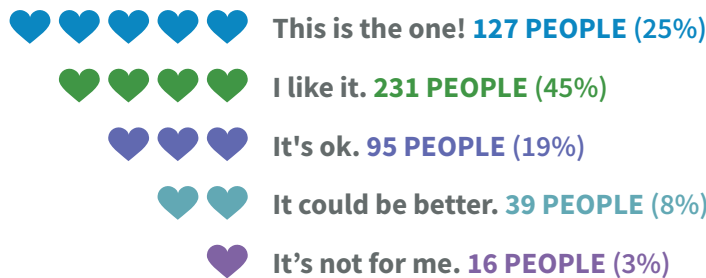 This is the one! 127 PEOPLE (25%)
I like it. 231 PEOPLE (45%)
It's ok. 95 PEOPLE (19%)
It could be better. 39 PEOPLE (8%)
It’s not for me. 16 PEOPLE (3%)